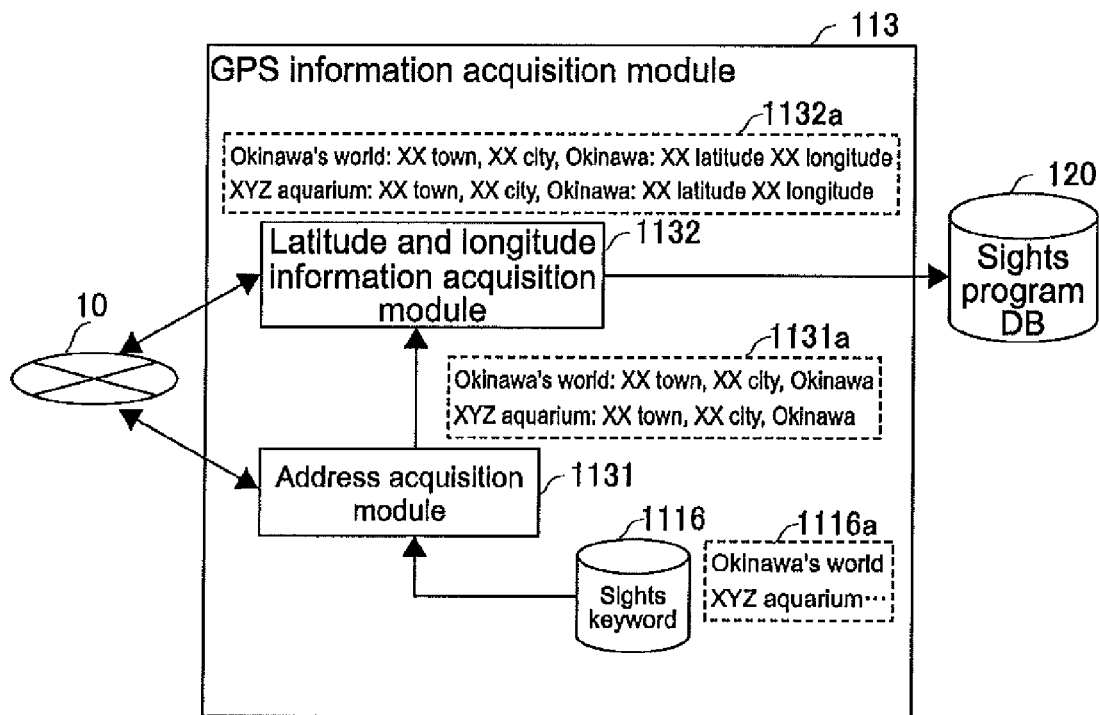 113
GPS information acquisition module
1132a
Okinawa's world: XX town, XX city, Okinawa: XX latitude XX longitude
XYZ aquarium: XX town, XX city, Okinawa: XX latitude XX longitude
120
Latitude and longitude
information acquisition
module
1132
Sights
program
DB
10
1131a
Okinawa's world: XX town, XX city, Okinawa
XYZ aquarium: XX town, XX city, Okinawa
Address acquisition
module
1131
1116
1116a
Sights
keyword
Okinawa's world
XYZ aquarium···